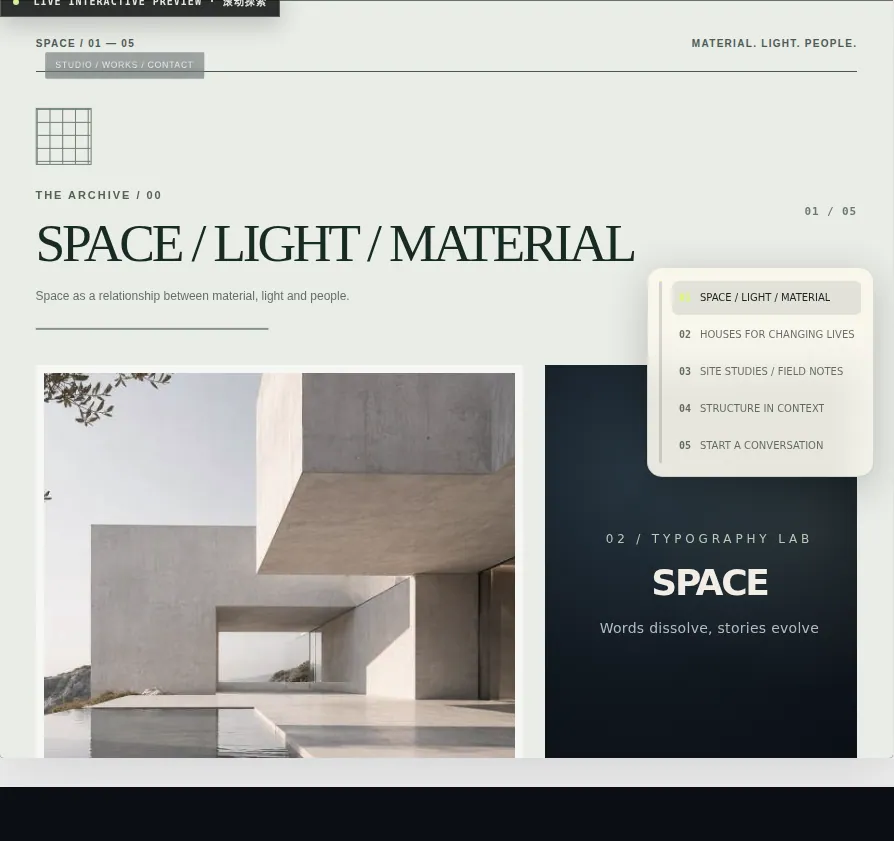 LIVE INTERACTIVE PREVIEW · 滚动探索
SPACE / 01 — 05
MATERIAL. LIGHT. PEOPLE.
STUDIO / WORKS / CONTACT
THE ARCHIVE / 00
01 / 05
SPACE / LIGHT / MATERIAL
Space as a relationship between material, light and people.
01 SPACE / LIGHT / MATERIAL
02 HOUSES FOR CHANGING LIVES
03 SITE STUDIES / FIELD NOTES
04 STRUCTURE IN CONTEXT
05 START A CONVERSATION
02 / TYPOGRAPHY LAB
SPACE
Words dissolve, stories evolve